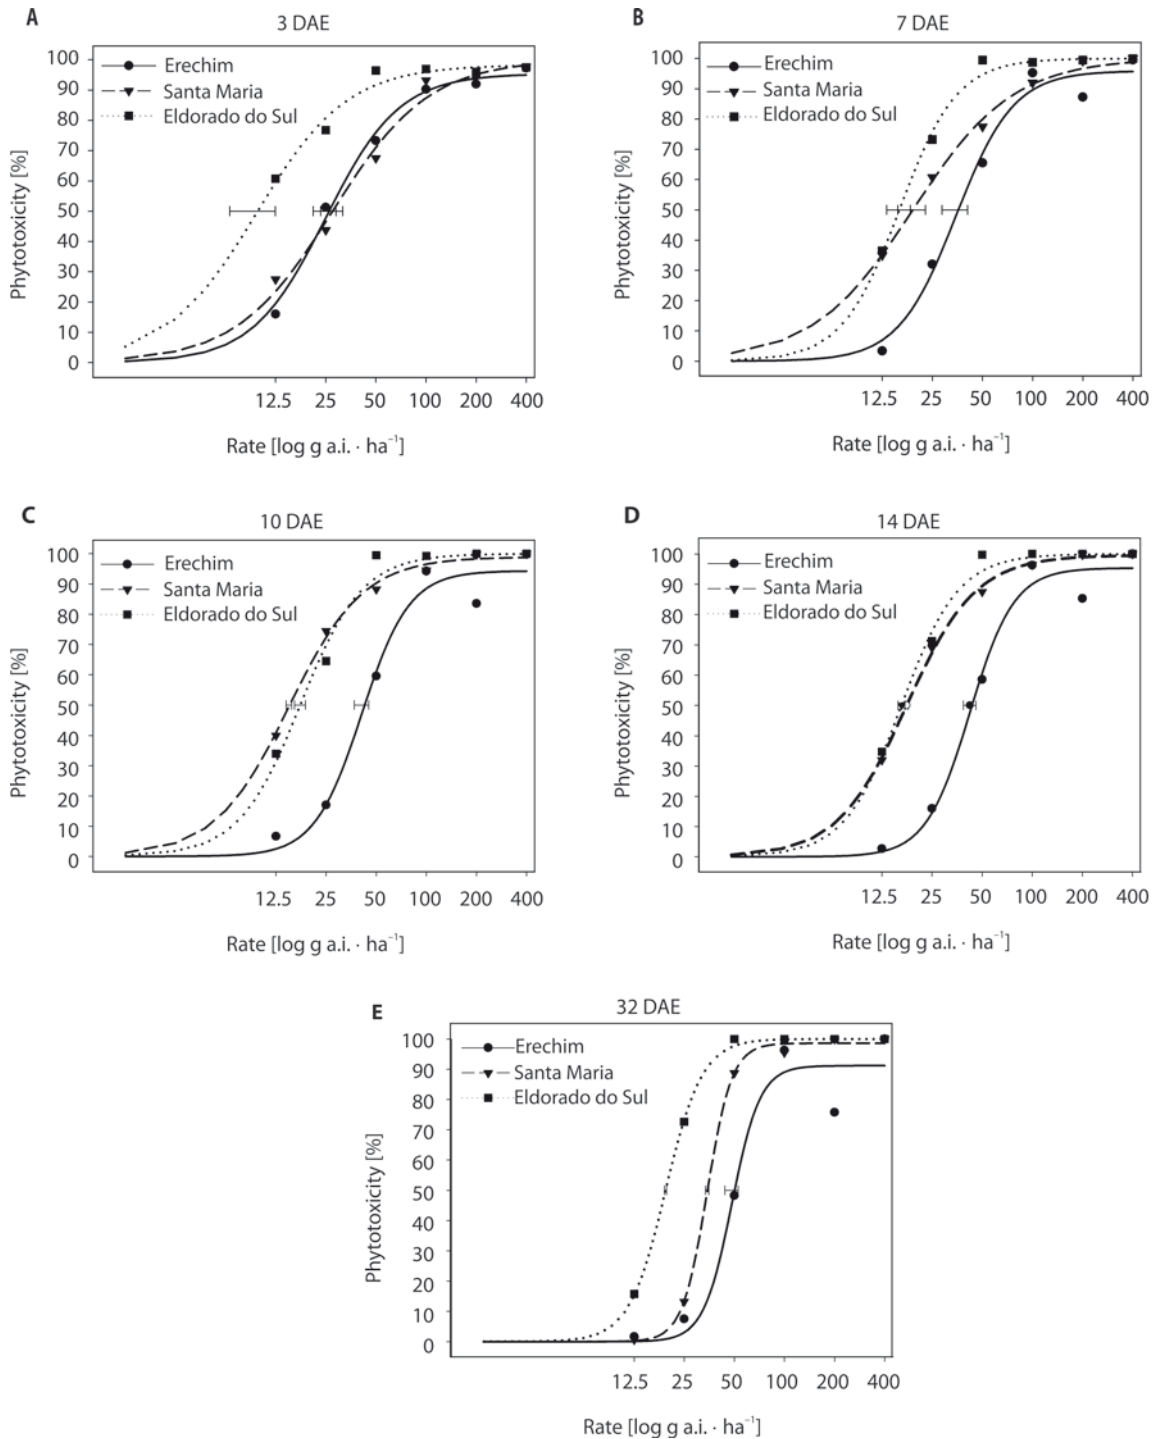 A
3 DAE
Phytotoxicity [%]
100
90
80
70
60
50
40
30
20
10
0
Erechim
Santa Maria
Eldorado do Sul
12.5 25 50 100 200 400
Rate [log g a.i. · ha⁻¹]
B
7 DAE
Phytotoxicity [%]
100
90
80
70
60
50
40
30
20
10
0
Erechim
Santa Maria
Eldorado do Sul
12.5 25 50 100 200 400
Rate [log g a.i. · ha⁻¹]
C
10 DAE
Phytotoxicity [%]
100
90
80
70
60
50
40
30
20
10
0
Erechim
Santa Maria
Eldorado do Sul
12.5 25 50 100 200 400
Rate [log g a.i. · ha⁻¹]
D
14 DAE
Phytotoxicity [%]
100
90
80
70
60
50
40
30
20
10
0
Erechim
Santa Maria
Eldorado do Sul
12.5 25 50 100 200 400
Rate [log g a.i. · ha⁻¹]
E
32 DAE
Phytotoxicity [%]
100
90
80
70
60
50
40
30
20
10
0
Erechim
Santa Maria
Eldorado do Sul
12.5 25 50 100 200 400
Rate [log g a.i. · ha⁻¹]